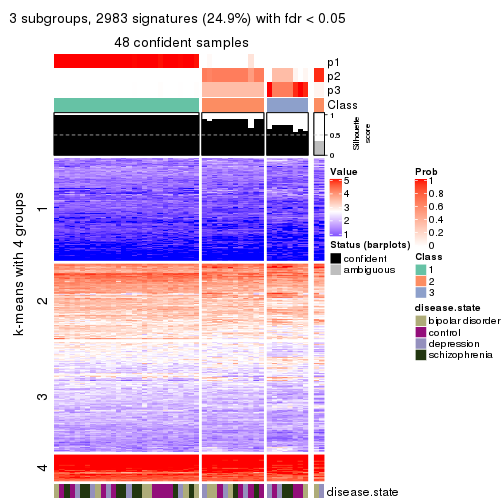 3 subgroups, 2983 signatures (24.9%) with fdr < 0.05
48 confident samples
p1
p2
p3
Class
1
0.5
0
Silhouette
score
k-means with 4 groups
1
2
3
4
disease.state
Value
5
4
3
2
1
Status (barplots)
confident
ambiguous
Prob
1
0.8
0.6
0.4
0.2
0
Class
1
2
3
disease.state
bipolar disorder
control
depression
schizophrenia